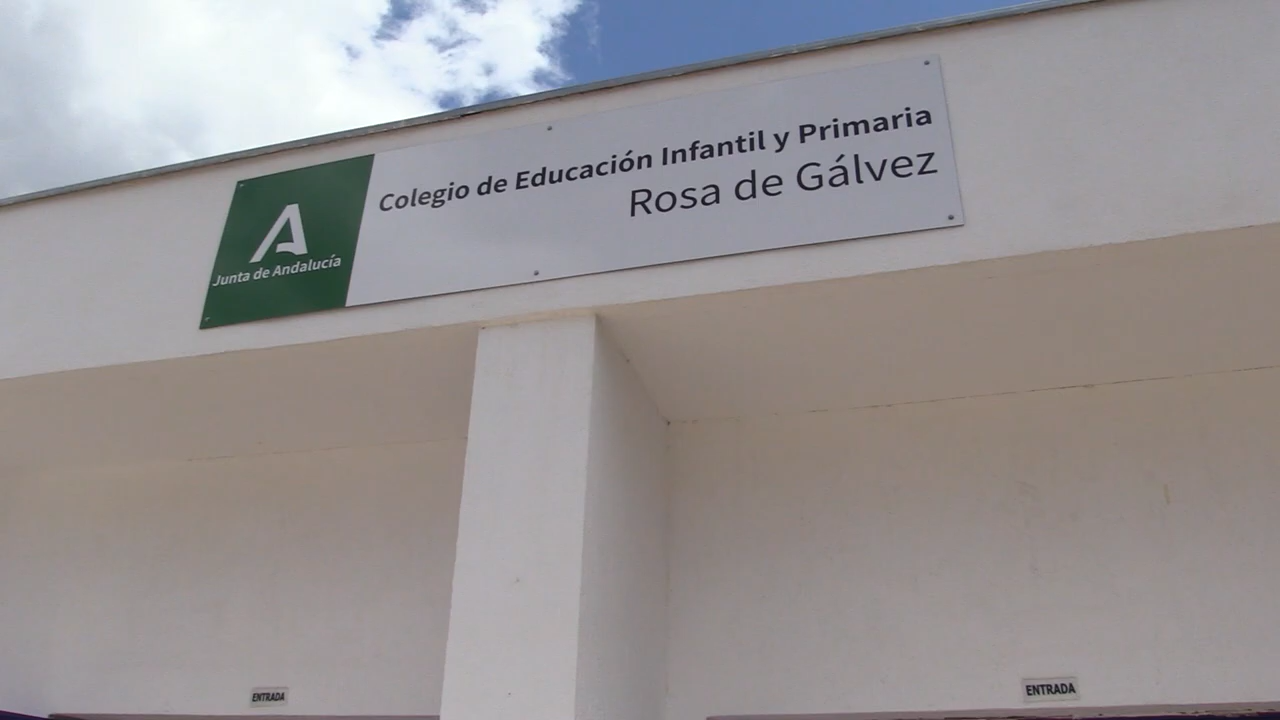 Colegio de Educación Infantil y Primaria
Rosa de Gálvez
Junta de Andalucía
ENTRADA
ENTRADA